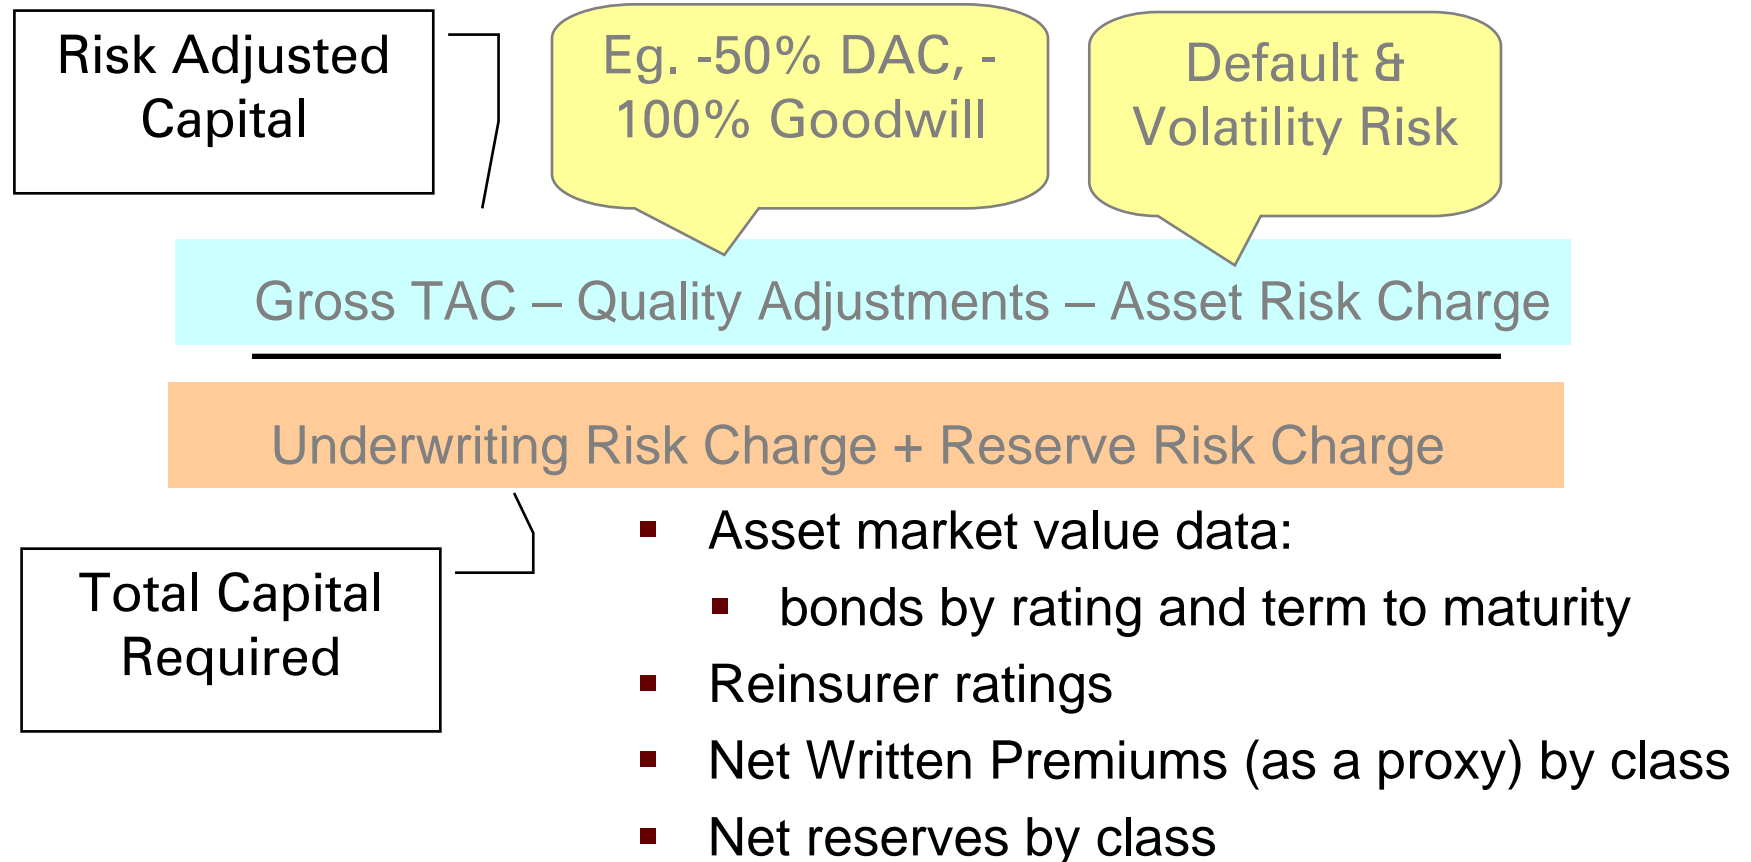 Risk Adjusted
Capital
Eg. -50% DAC, -
100% Goodwill
Default &
Volatility Risk
Gross TAC – Quality Adjustments – Asset Risk Charge
Underwriting Risk Charge + Reserve Risk Charge
Total Capital
Required
▪ Asset market value data:
▪ bonds by rating and term to maturity
▪ Reinsurer ratings
▪ Net Written Premiums (as a proxy) by class
▪ Net reserves by class